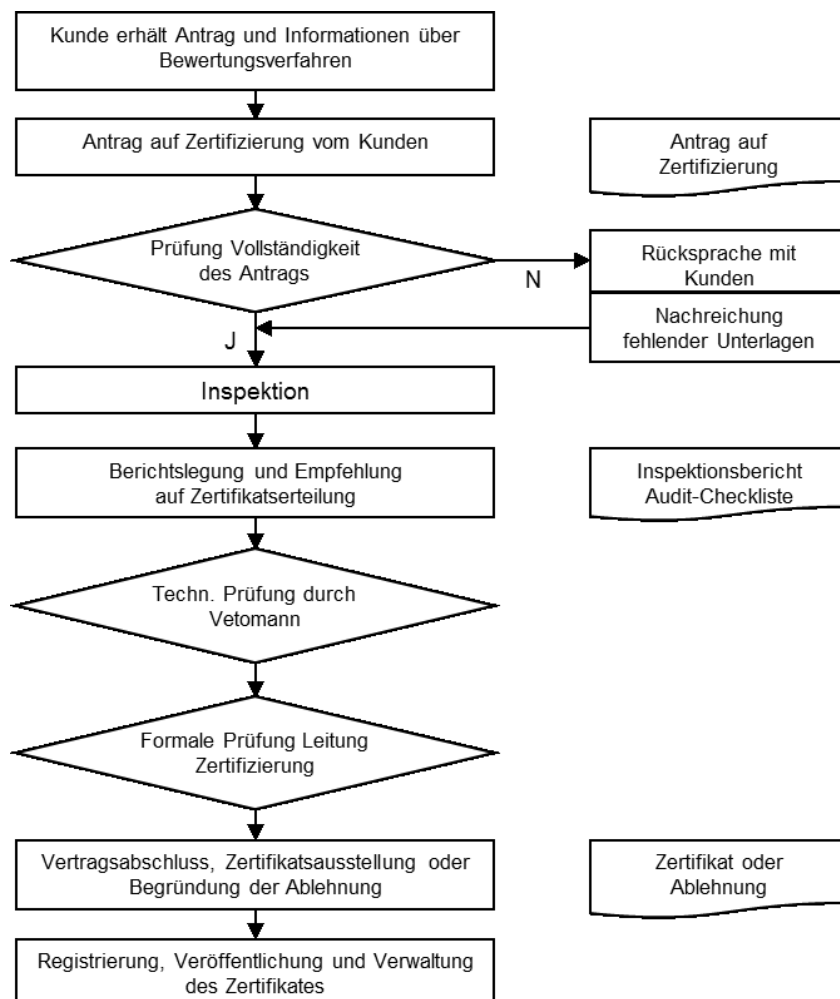 Kunde erhält Antrag und Informationen über
Bewertungsverfahren
Antrag auf Zertifizierung vom Kunden
Antrag auf
Zertifizierung
Prüfung Vollständigkeit
des Antrags
N
Rücksprache mit
Kunden
Nachreichung
fehlender Unterlagen
J
Inspektion
Berichtslegung und Empfehlung
auf Zertifikatserteilung
Inspektionsbericht
Audit-Checkliste
Techn. Prüfung durch
Vetomann
Formale Prüfung Leitung
Zertifizierung
Vertragsabschluss, Zertifikatsausstellung oder
Begründung der Ablehnung
Zertifikat oder
Ablehnung
Registrierung, Veröffentlichung und Verwaltung
des Zertifikates